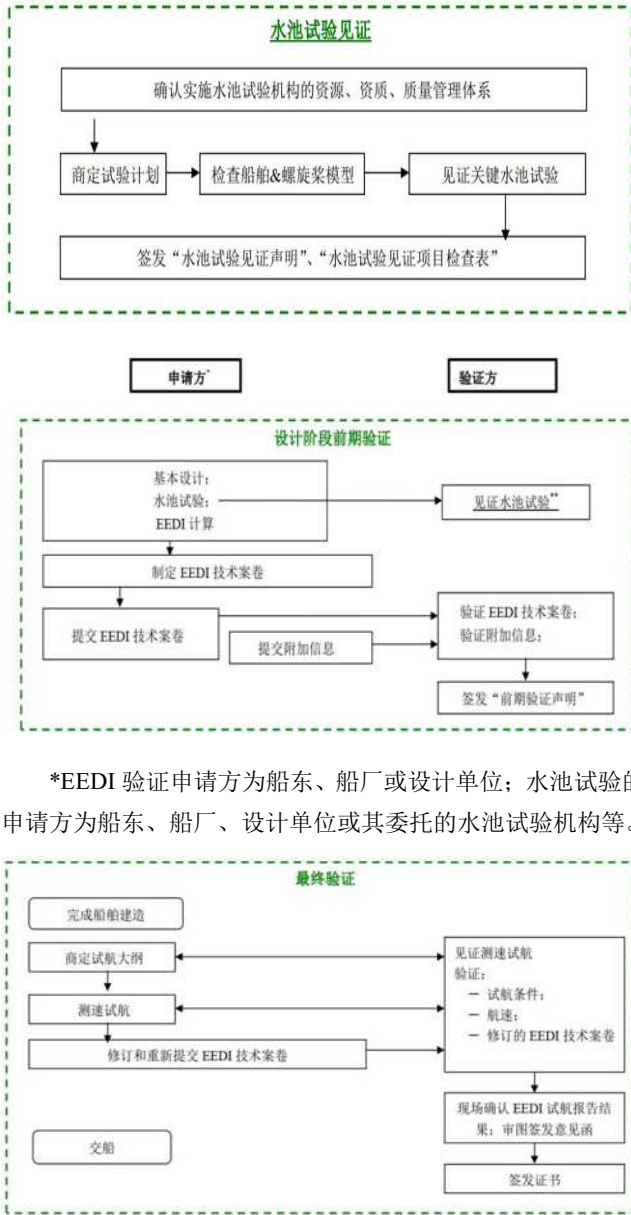 水池试验见证
确认实施水池试验机构的资源、资质、质量管理体系
商定试验计划
检查船舶&螺旋桨模型
见证关键水池试验
签发“水池试验见证声明”、“水池试验见证项目检查表”
申请方*
验证方
设计阶段前期验证
基本设计；
水池试验；
EEDI 计算
见证水池试验**
制定 EEDI 技术案卷
提交 EEDI 技术案卷
提交附加信息
验证 EEDI 技术案卷；
验证附加信息；
签发“前期验证声明”
*EEDI 验证申请方为船东、船厂或设计单位；水池试验的
申请方为船东、船厂、设计单位或其委托的水池试验机构等。
最终验证
完成船舶建造
商定试航大纲
测速试航
修订和重新提交 EEDI 技术案卷
见证测速试航
验证：
— 试航条件；
— 航速；
— 修订的 EEDI 技术案卷
现场确认 EEDI 试航报告结
果；审图签发意见函
交船
签发证书